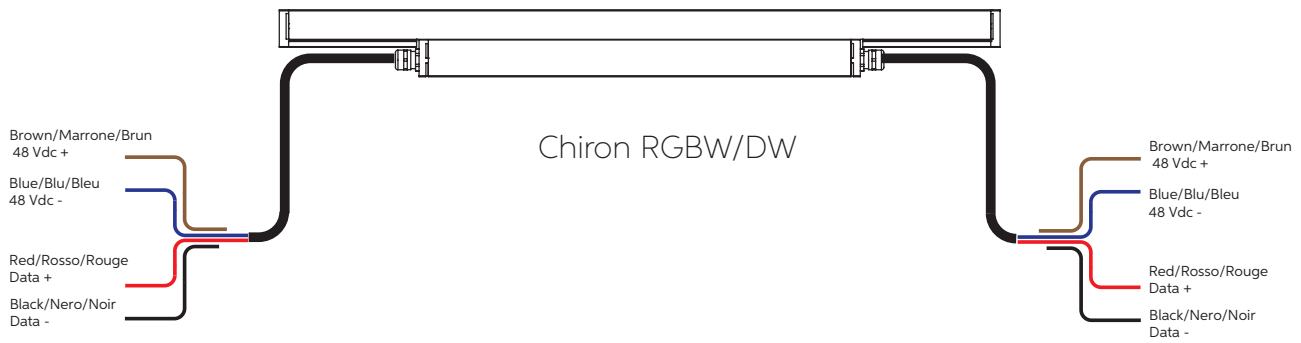 Brown/Marrone/Brun
48 Vdc +
Blue/Blu/Bleu
48 Vdc -
Red/Rosso/Rouge
Data +
Black/Nero/Noir
Data -
Chiron RGBW/DW
Brown/Marrone/Brun
48 Vdc +
Blue/Blu/Bleu
48 Vdc -
Red/Rosso/Rouge
Data +
Black/Nero/Noir
Data -